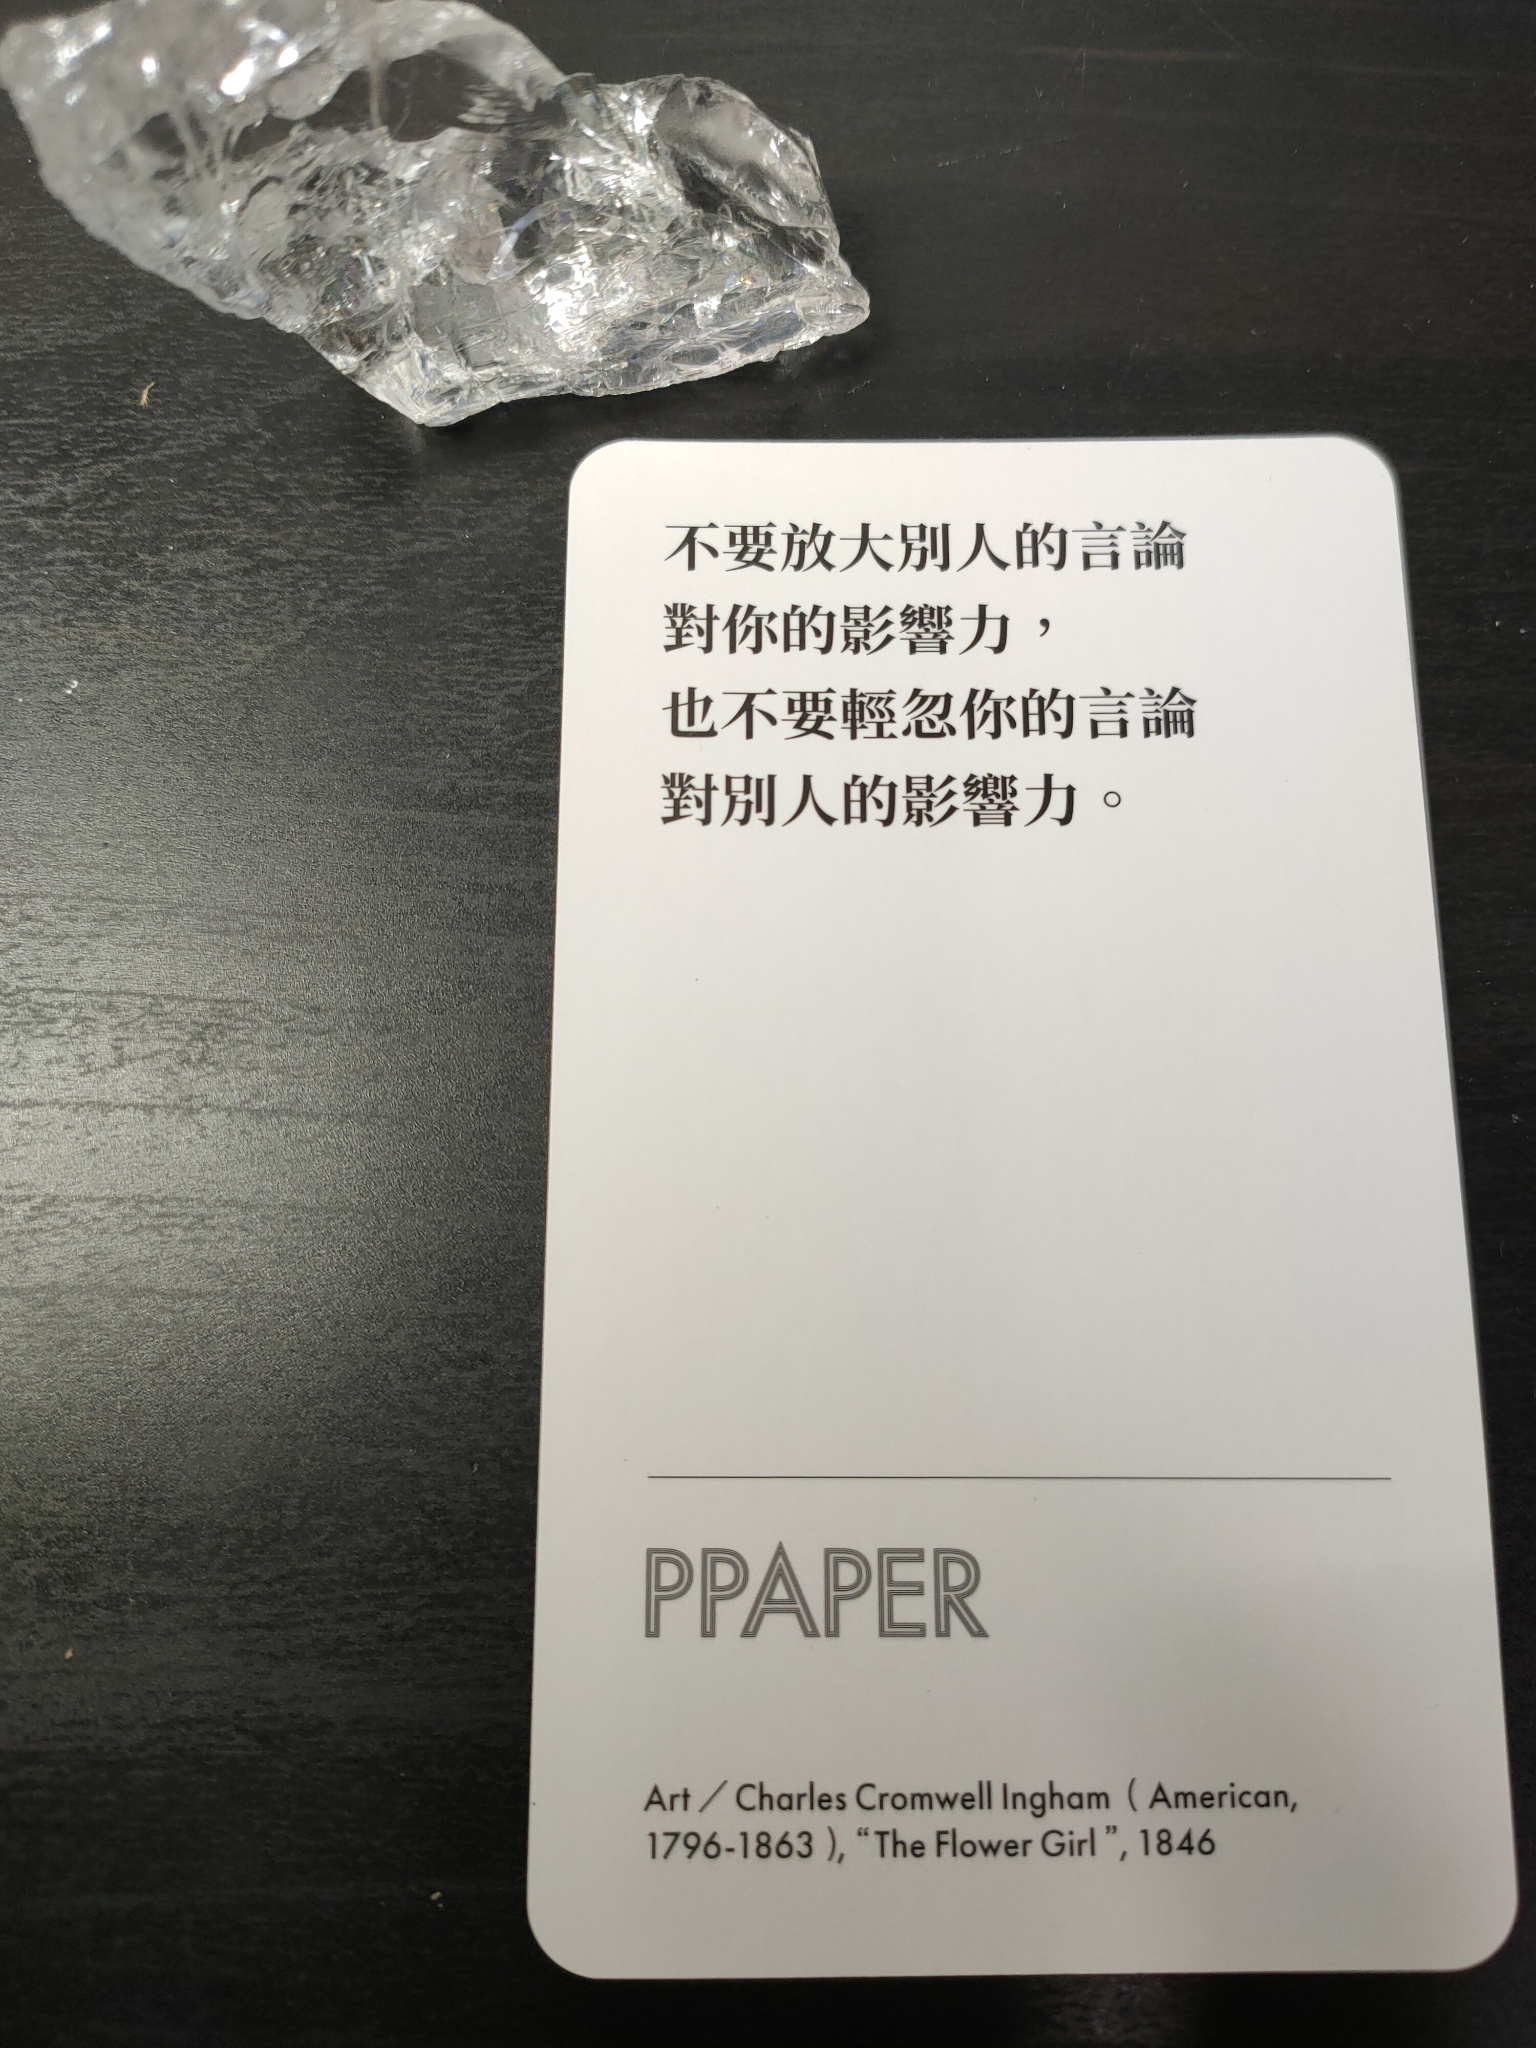 不要放大別人的言論
對你的影響力，
也不要輕忽你的言論
對別人的影響力。
PPAPER
Art／Charles Cromwell Ingham（American,
1796-1863）, “The Flower Girl”, 1846